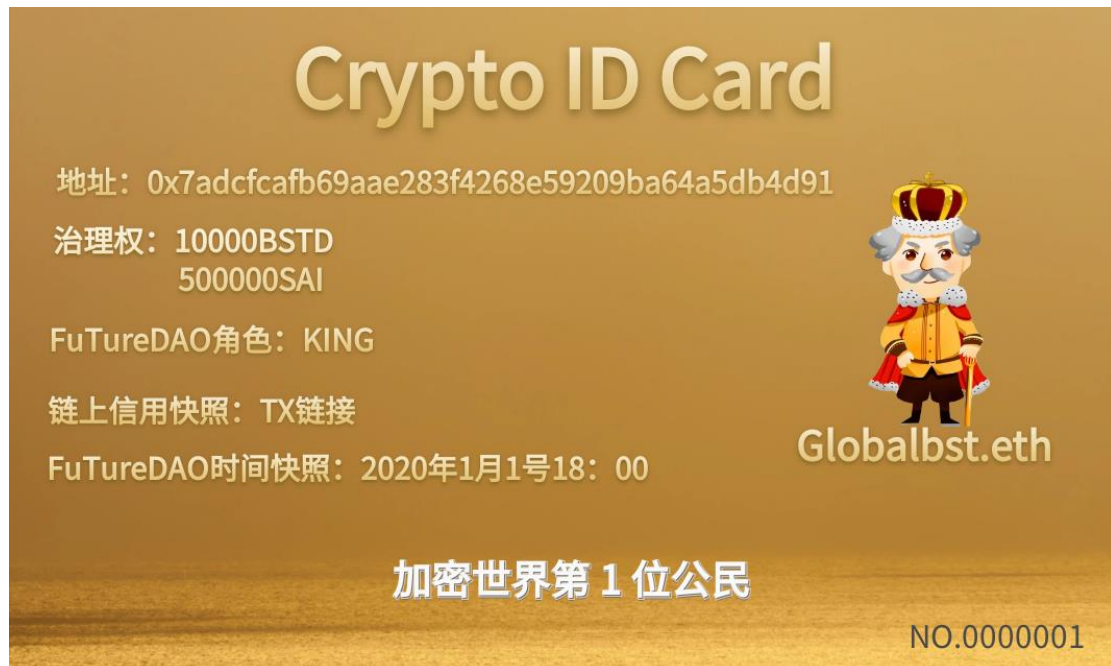 Crypto ID Card
地址：0x7adcfcafb69aae283f4268e59209ba64a5db4d91
治理权：10000BSTD
500000SAI
FuTureDAO角色：KING
链上信用快照：TX链接
Globalbst.eth
FuTureDAO时间快照：2020年1月1号18：00
加密世界第 1 位公民
NO.0000001